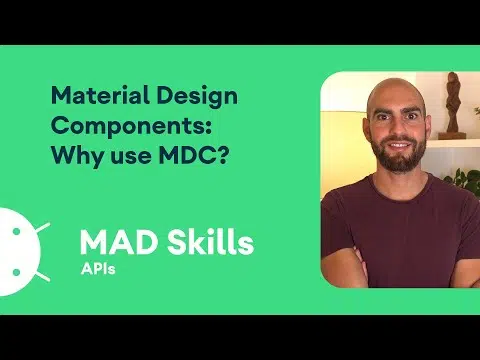 Material Design
Components:
Why use MDC?
MAD Skills
APIs